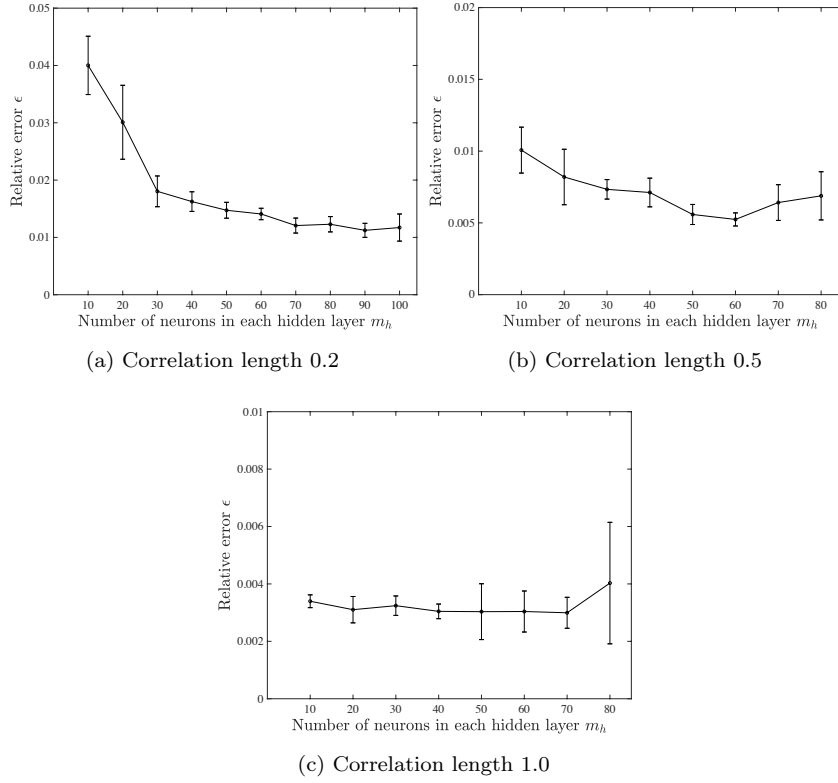 0.05
0.04
0.03
0.02
0.01
0
Relative error ϵ
10 20 30 40 50 60 70 80 90 100
Number of neurons in each hidden layer m_h
(a) Correlation length 0.2
0.02
0.015
0.01
0.005
0
Relative error ϵ
10 20 30 40 50 60 70 80
Number of neurons in each hidden layer m_h
(b) Correlation length 0.5
0.01
0.008
0.006
0.004
0.002
0
Relative error ϵ
10 20 30 40 50 60 70 80
Number of neurons in each hidden layer m_h
(c) Correlation length 1.0